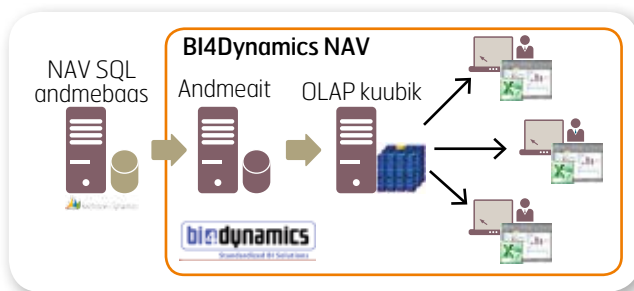 BI4Dynamics NAV
NAV SQL
andmebaas
Andmeait
OLAP kuubik
bi4dynamics
Standardized BI Solutions